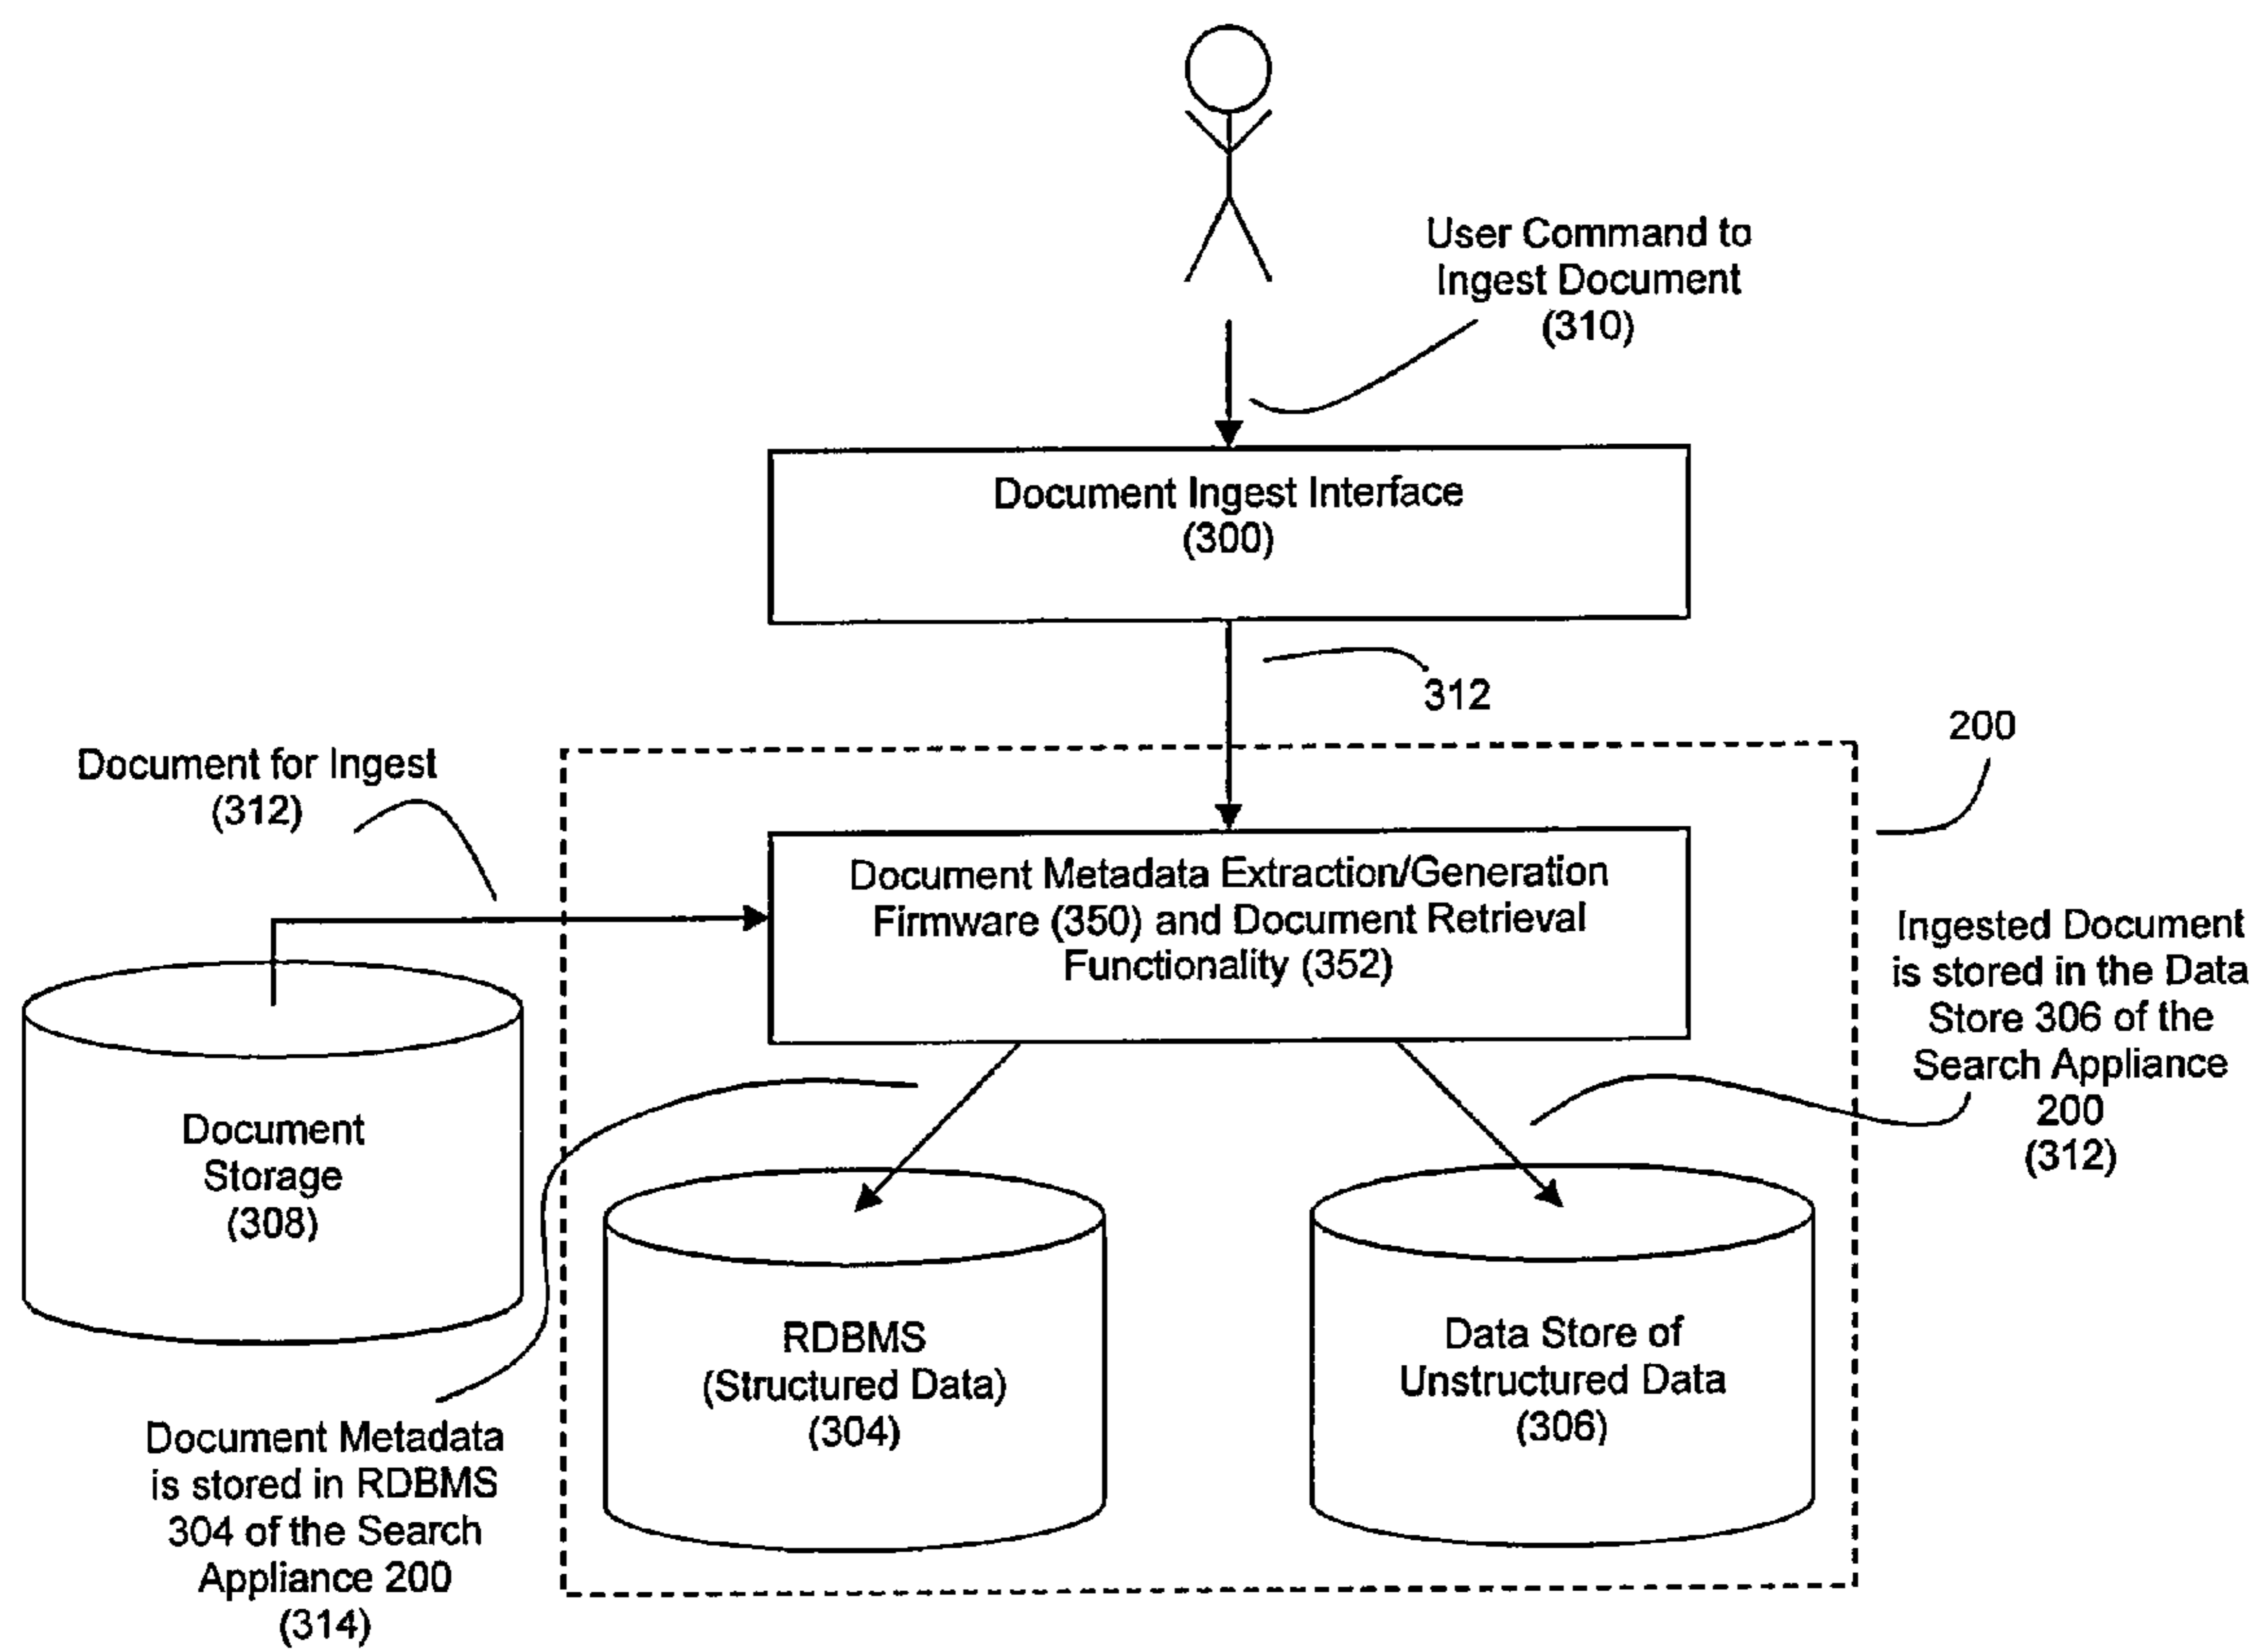 User Command to
Ingest Document
(310)
Document Ingest Interface
(300)
312
200
Document for Ingest
(312)
Document Metadata Extraction/Generation
Firmware (350) and Document Retrieval
Functionality (352)
Ingested Document
is stored in the Data
Store 306 of the
Search Appliance
200
(312)
Document
Storage
(308)
RDBMS
(Structured Data)
(304)
Data Store of
Unstructured Data
(306)
Document Metadata
is stored in RDBMS
304 of the Search
Appliance 200
(314)